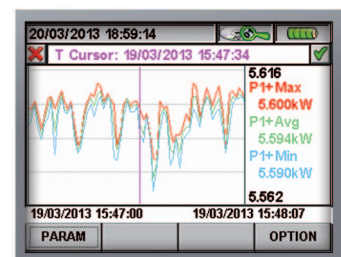 20/03/2013 18:59:14
T Cursor: 19/03/2013 15:47:34
5.616
P1+Max
5.600kW
P1+Avg
5.594kW
P1+Min
5.590kW
5.562
19/03/2013 15:47:00 19/03/2013 15:48:07
PARAM OPTION